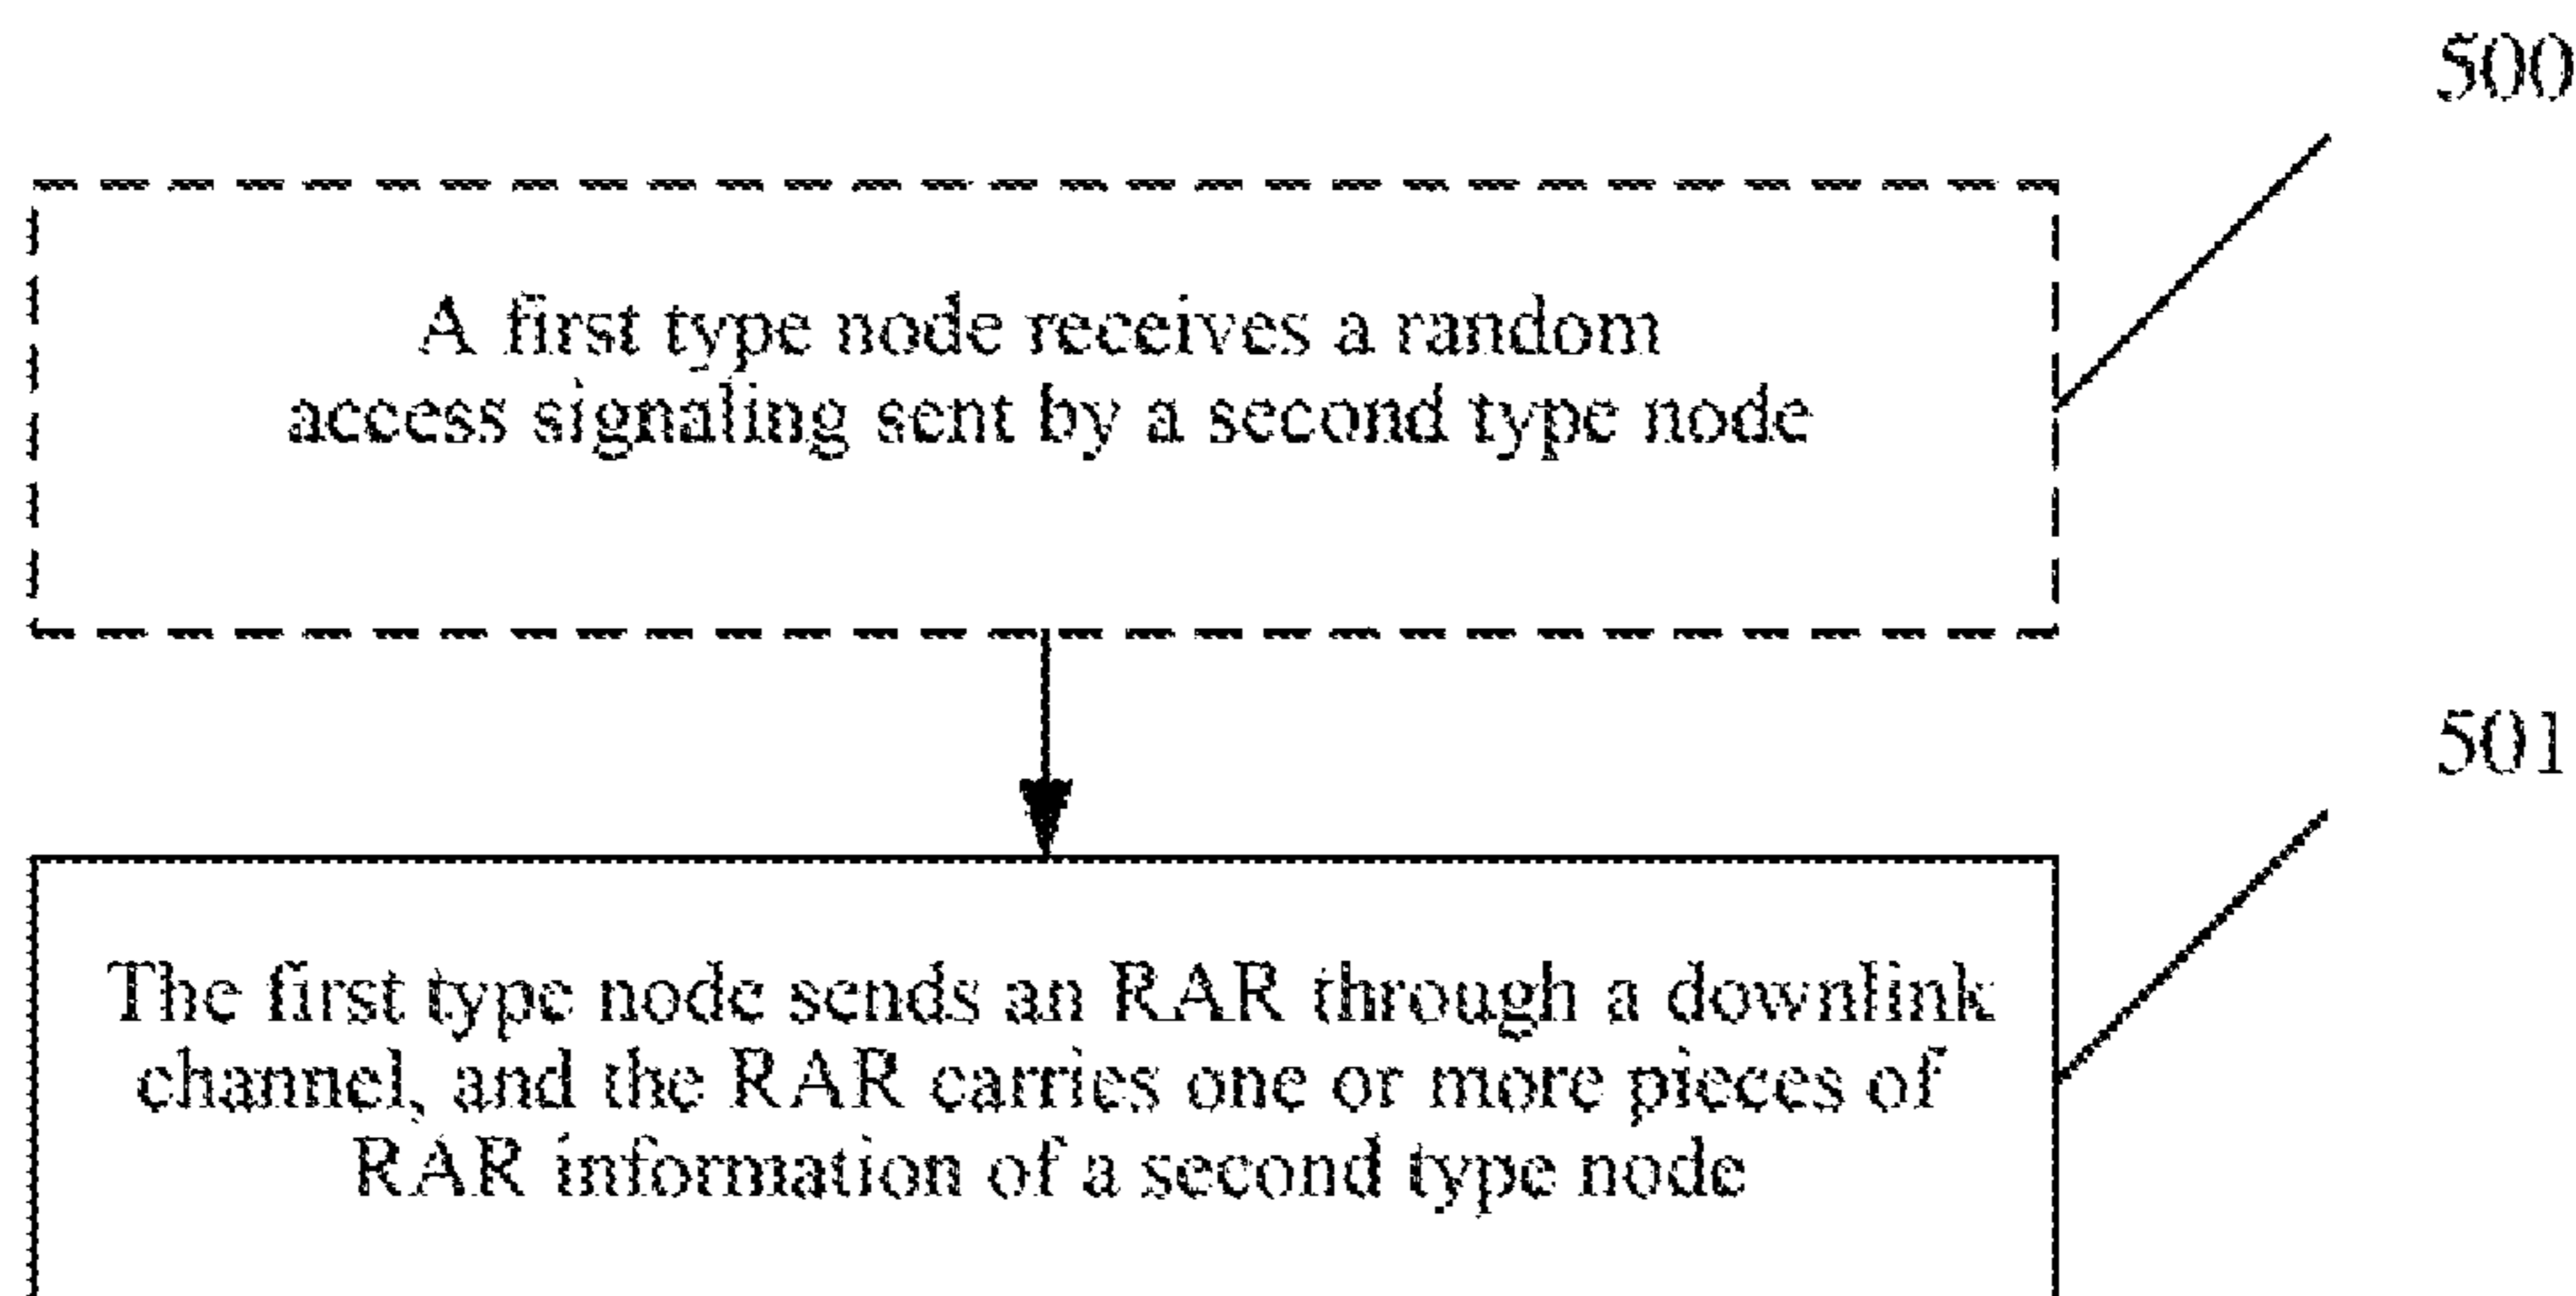 500
A first type node receives a random
access signaling sent by a second type node
501
The first type node sends an RAR through a downlink
channel, and the RAR carries one or more pieces of
RAR information of a second type node